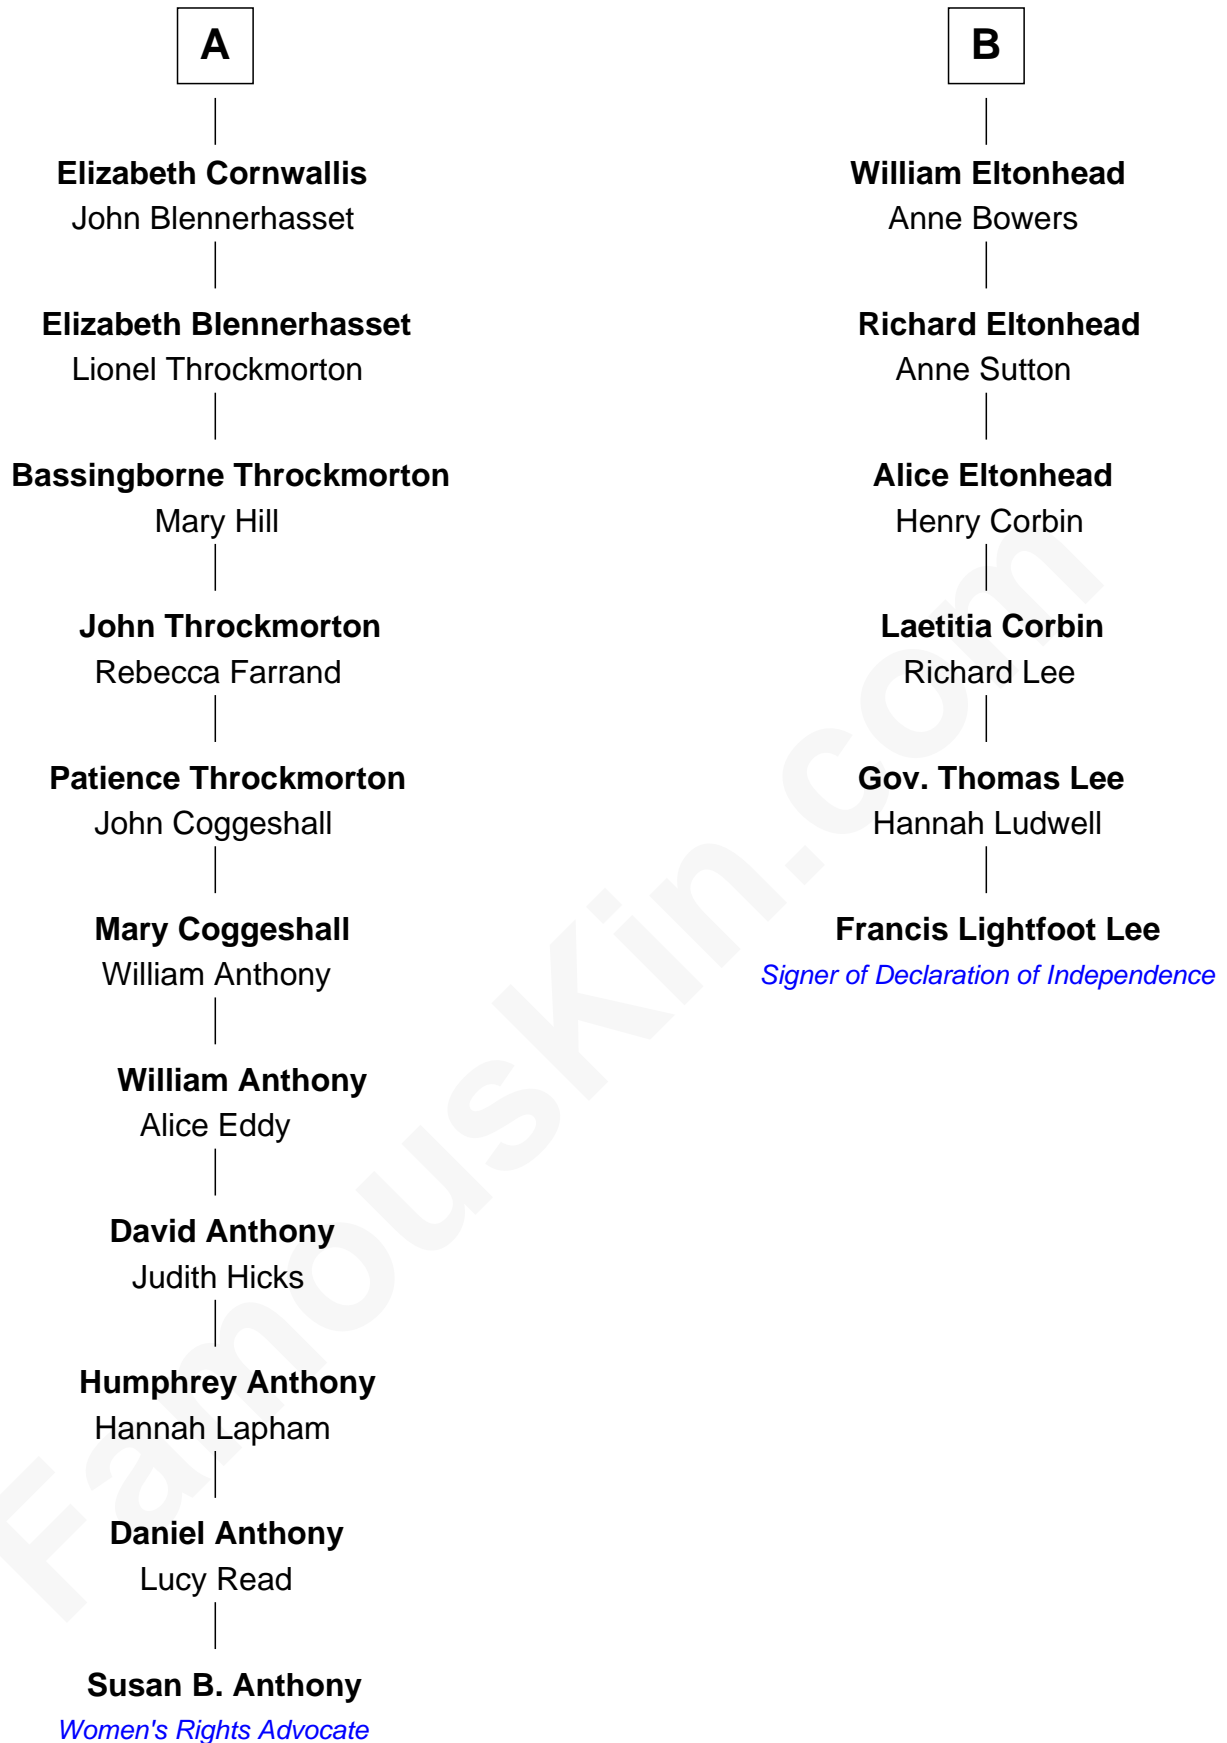 A
Elizabeth Cornwallis
John Blennerhasset
Elizabeth Blennerhasset
Lionel Throckmorton
Bassingborne Throckmorton
Mary Hill
John Throckmorton
Rebecca Farrand
Patience Throckmorton
John Coggeshall
Mary Coggeshall
William Anthony
William Anthony
Alice Eddy
David Anthony
Judith Hicks
Humphrey Anthony
Hannah Lapham
Daniel Anthony
Lucy Read
Susan B. Anthony
Women's Rights Advocate
B
William Eltonhead
Anne Bowers
Richard Eltonhead
Anne Sutton
Alice Eltonhead
Henry Corbin
Laetitia Corbin
Richard Lee
Gov. Thomas Lee
Hannah Ludwell
Francis Lightfoot Lee
Signer of Declaration of Independence
FamousKin.com